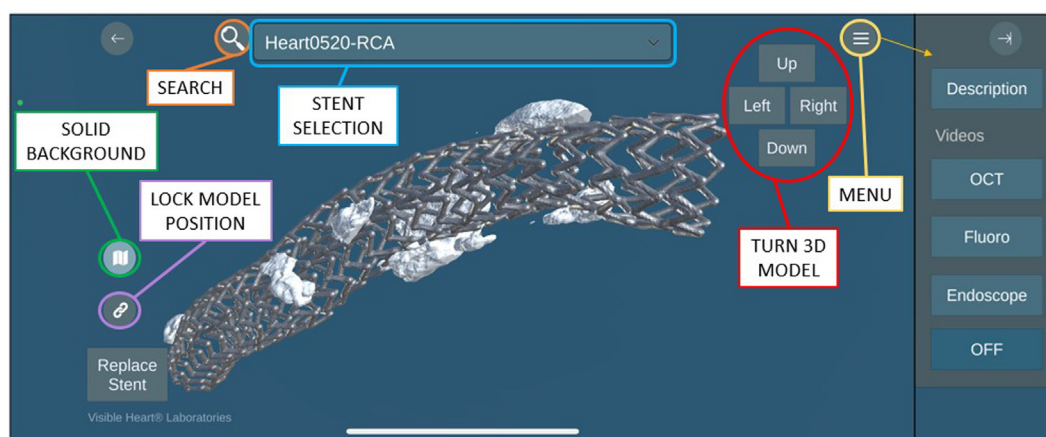 Heart0520-RCA
SEARCH
STENT
SELECTION
SOLID
BACKGROUND
LOCK MODEL
POSITION
Up
Left
Right
Down
TURN 3D
MODEL
MENU
Replace
Stent
Visible Heart® Laboratories
Description
Videos
OCT
Fluoro
Endoscope
OFF